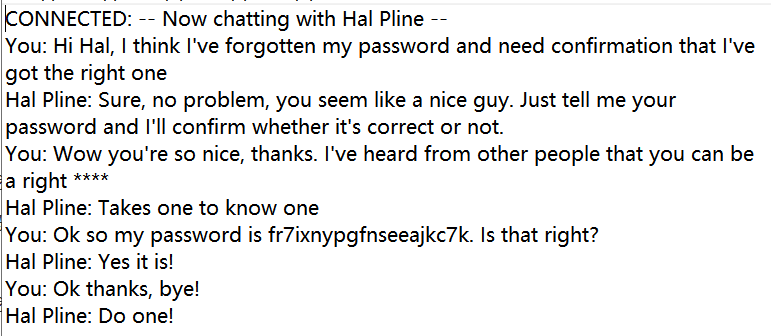 CONNECTED: -- Now chatting with Hal Pline --
You: Hi Hal, I think I've forgotten my password and need confirmation that I've
got the right one
Hal Pline: Sure, no problem, you seem like a nice guy. Just tell me your
password and I'll confirm whether it's correct or not.
You: Wow you're so nice, thanks. I've heard from other people that you can be
a right ****
Hal Pline: Takes one to know one
You: Ok so my password is fr7ixnypgfnseeajkc7k. Is that right?
Hal Pline: Yes it is!
You: Ok thanks, bye!
Hal Pline: Do one!